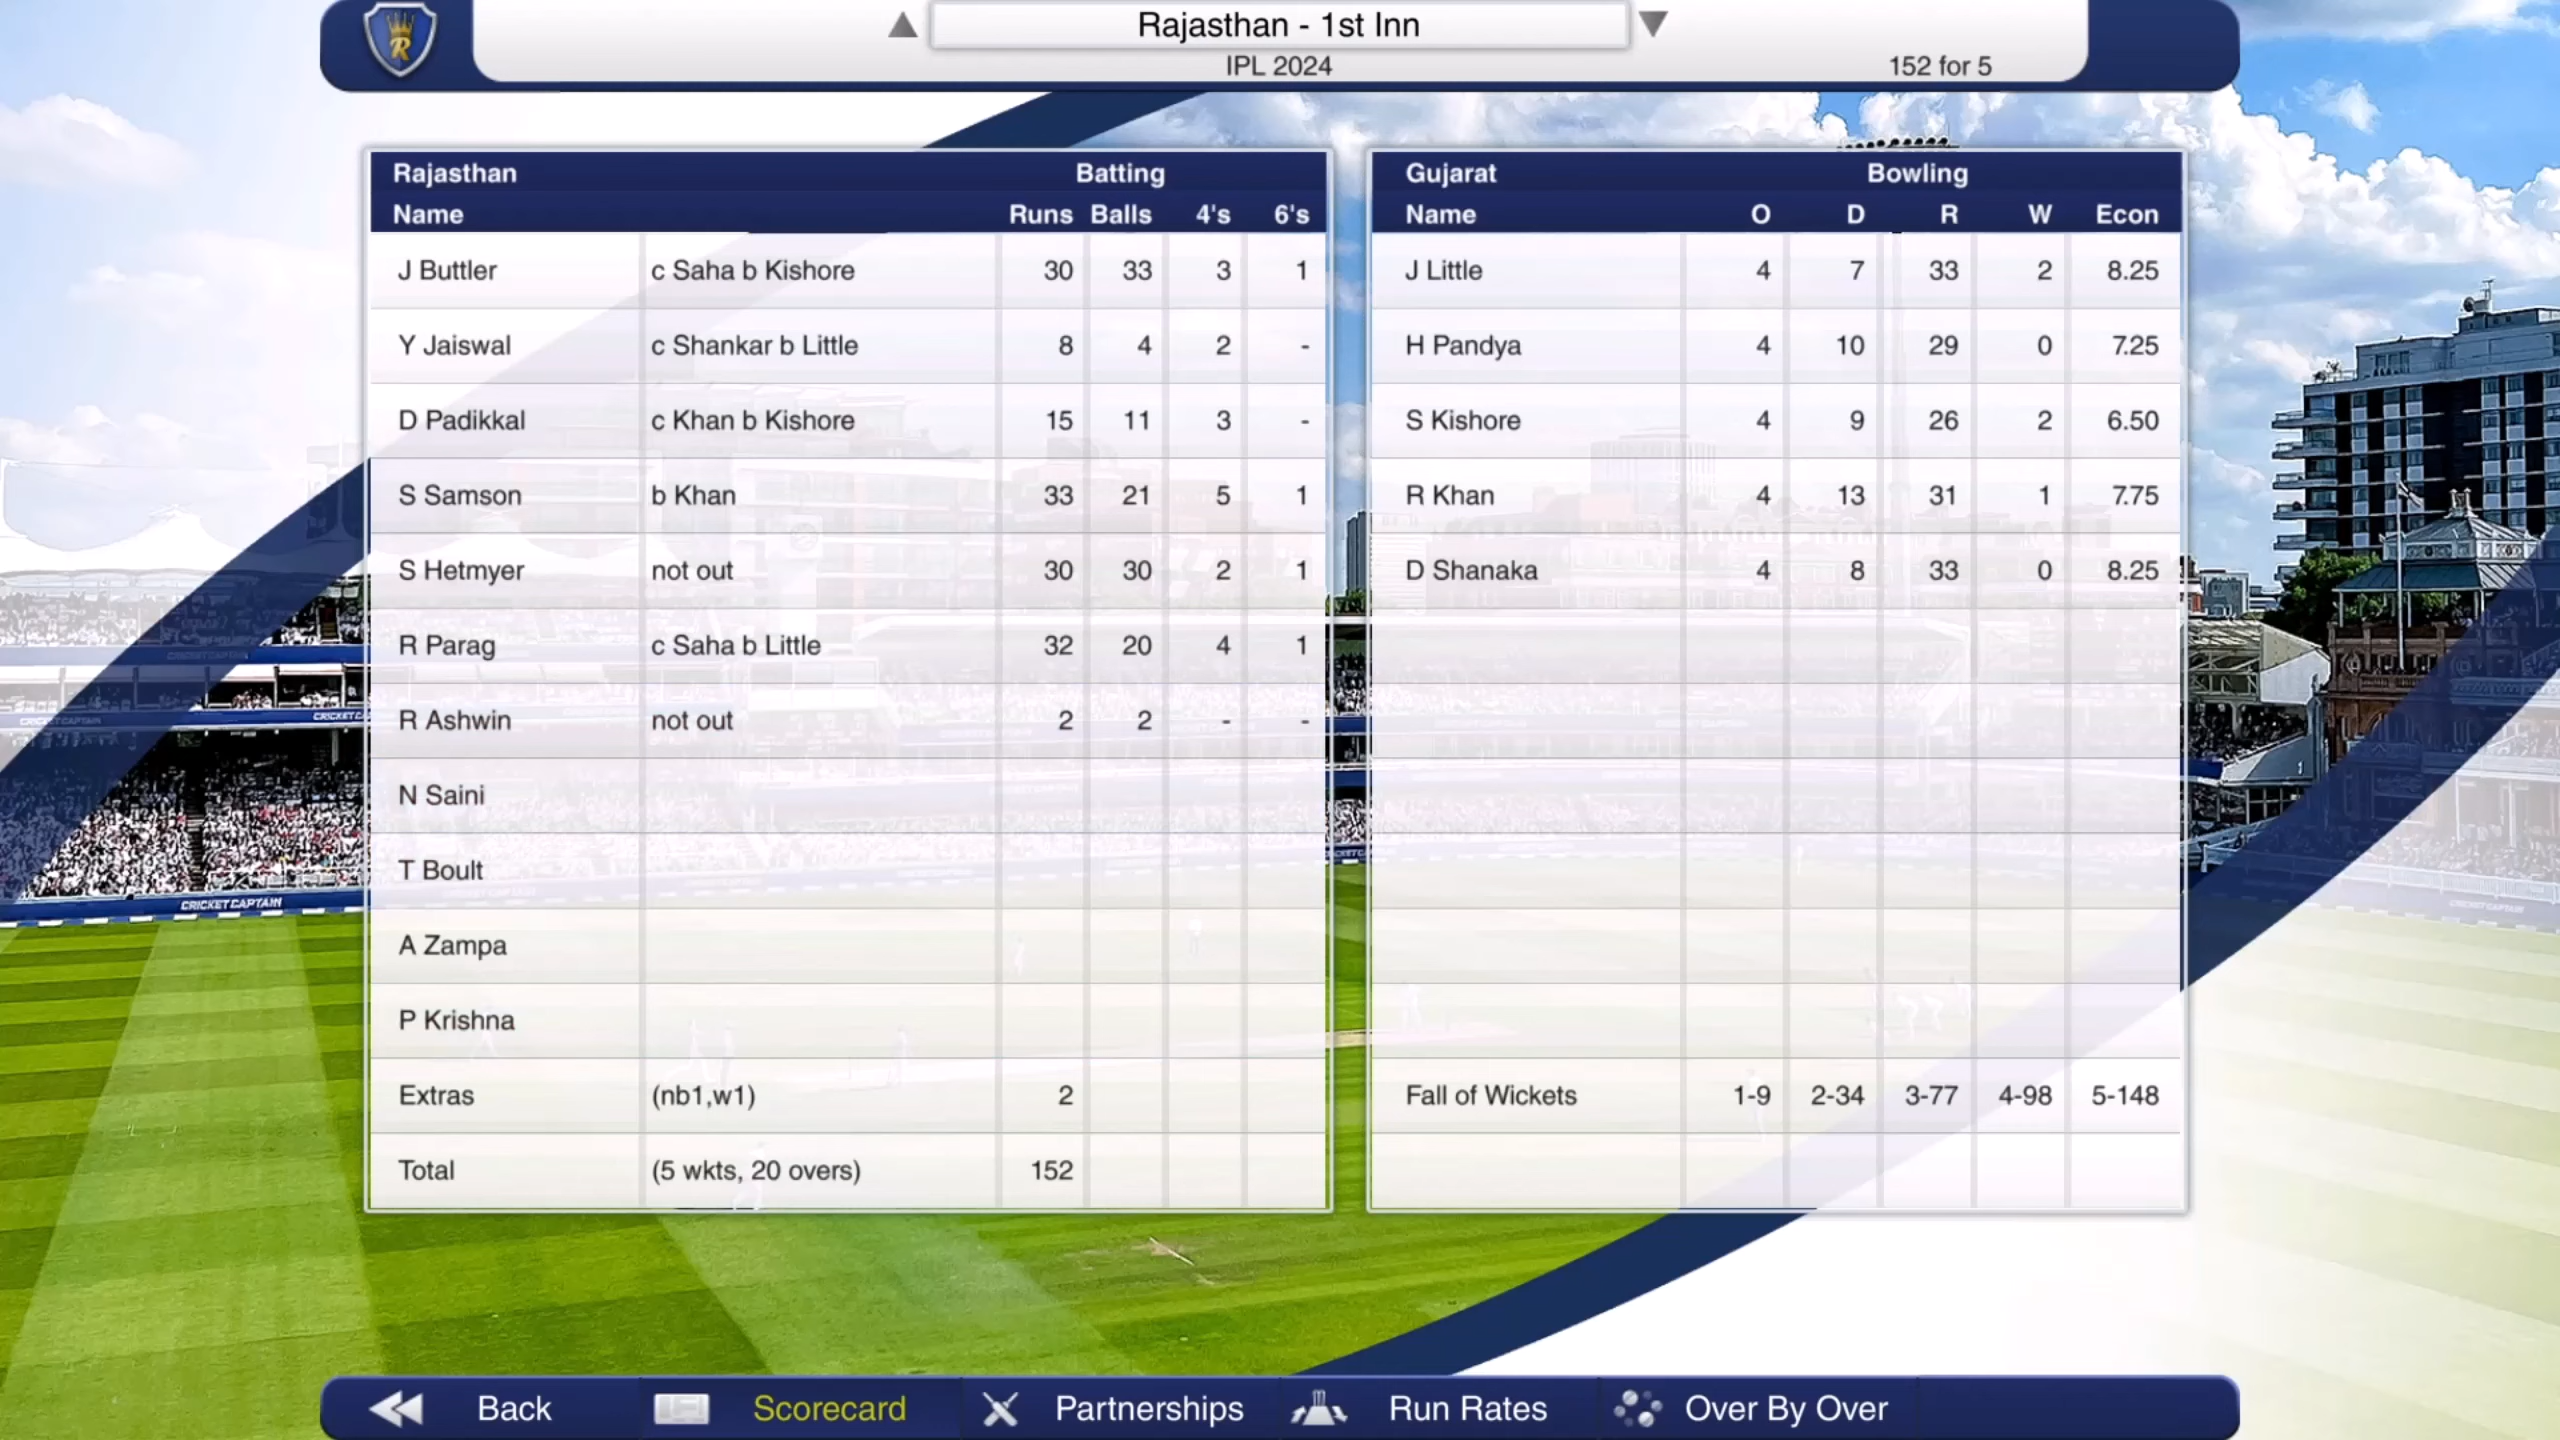 Rajasthan - 1st Inn
IPL 2024
152 for 5
R
Rajasthan Batting
Name Runs Balls 4's 6's
J Buttler c Saha b Kishore 30 33 3 1
Y Jaiswal c Shankar b Little 8 4 2 -
D Padikkal c Khan b Kishore 15 11 3 -
S Samson b Khan 33 21 5 1
S Hetmyer not out 30 30 2 1
R Parag c Saha b Little 32 20 4 1
R Ashwin not out 2 2 - -
N Saini
T Boult
A Zampa
P Krishna
Extras (nb1,w1) 2
Total (5 wkts, 20 overs) 152
Gujarat Bowling
Name O D R W Econ
J Little 4 7 33 2 8.25
H Pandya 4 10 29 0 7.25
S Kishore 4 9 26 2 6.50
R Khan 4 13 31 1 7.75
D Shanaka 4 8 33 0 8.25
Fall of Wickets 1-9 2-34 3-77 4-98 5-148
CRICKET CAPTAIN
Back Scorecard Partnerships Run Rates Over By Over